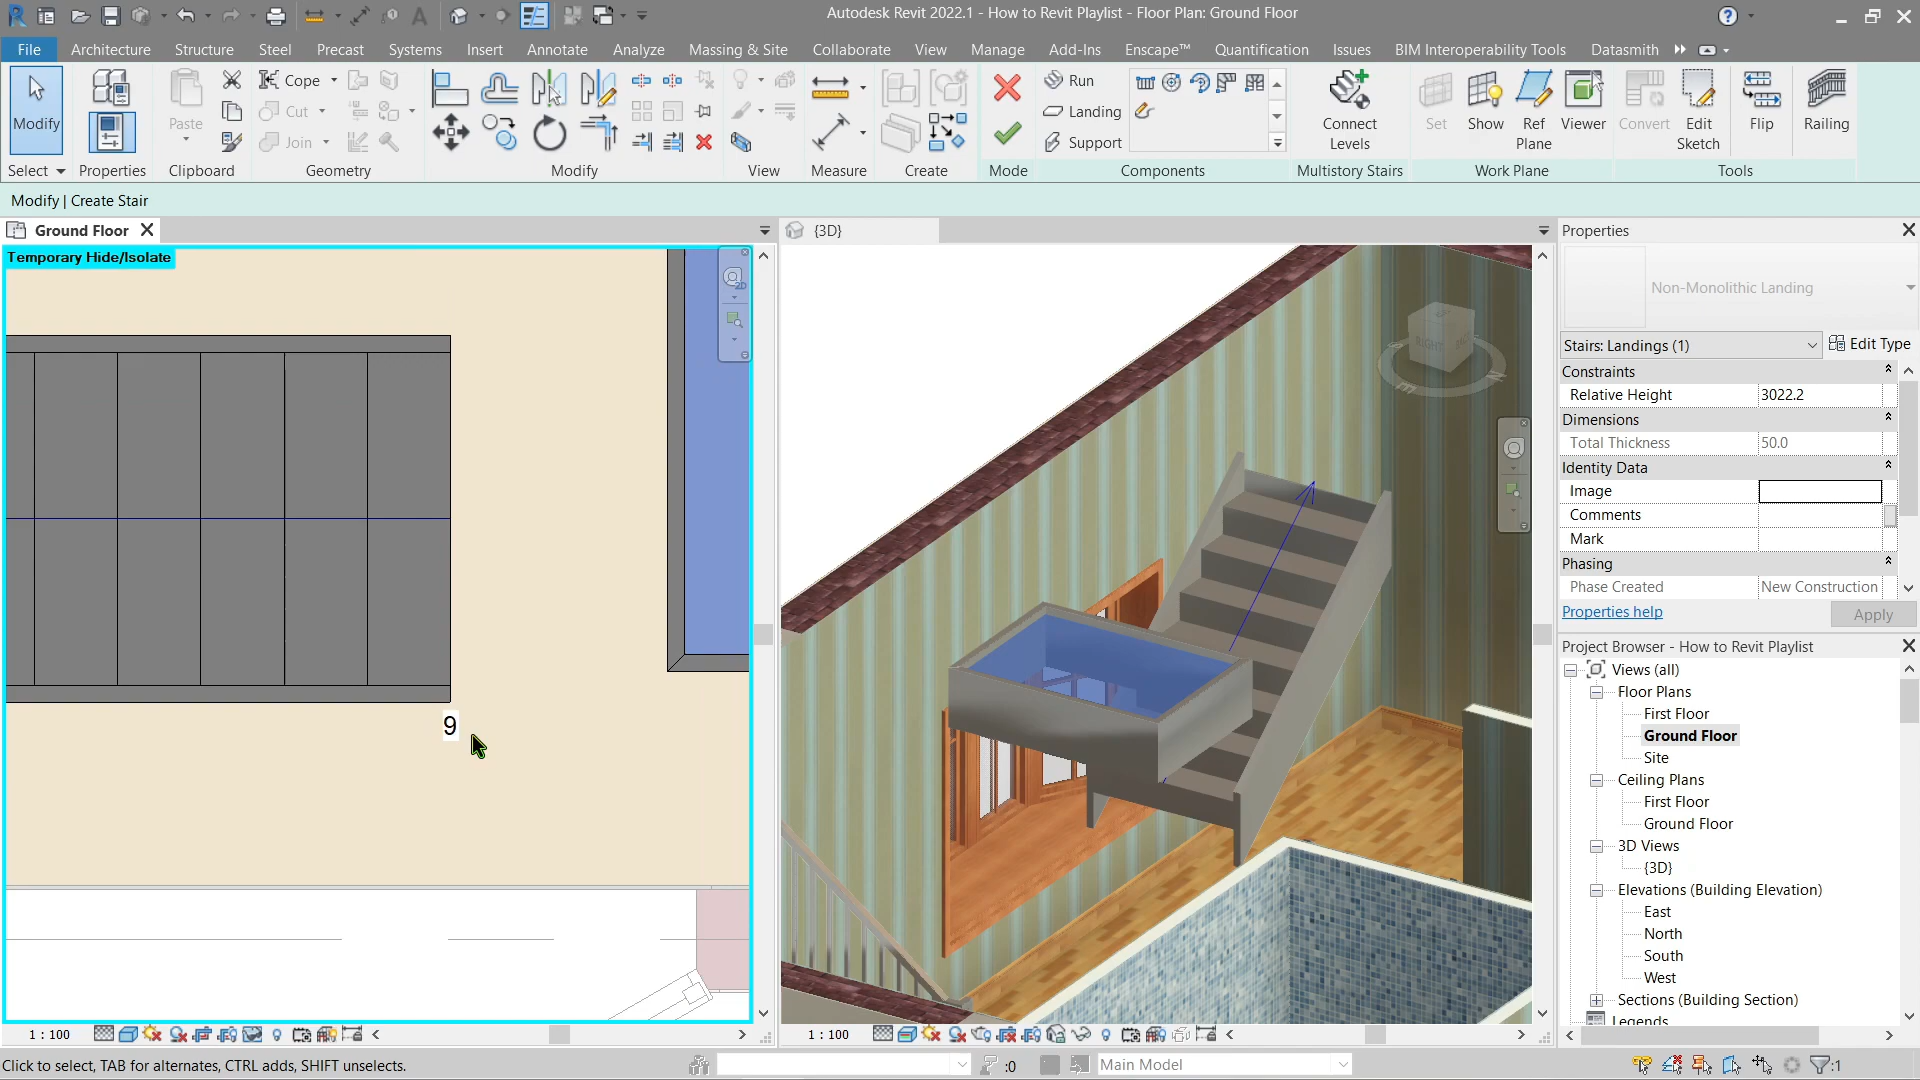 Autodesk Revit 2022.1 - How to Revit Playlist - Floor Plan: Ground Floor
File Architecture Structure Steel Precast Systems Insert Annotate Analyze Massing & Site Collaborate View Manage Add-Ins Enscape™ Quantification Issues BIM Interoperability Tools Datasmith
Cope Run
Cut Landing
Join Support
Modify Paste Connect Levels Set Show Ref Plane Viewer Convert Edit Sketch Flip Railing
Select Properties Clipboard Geometry Modify View Measure Create Mode Components Multistory Stairs Work Plane Tools
Modify | Create Stair
Ground Floor {3D} Properties
Temporary Hide/Isolate
Non-Monolithic Landing
RIGHT
Stairs: Landings (1) Edit Type
Constraints
Relative Height 3022.2
Dimensions
Total Thickness 50.0
Identity Data
Image
Comments
Mark
Phasing
Phase Created New Construction
Properties help Apply
9
Project Browser - How to Revit Playlist
Views (all)
Floor Plans
First Floor
Ground Floor
Site
Ceiling Plans
First Floor
Ground Floor
3D Views
{3D}
Elevations (Building Elevation)
East
North
South
West
Sections (Building Section)
Legends
1 : 100 1 : 100
Click to select, TAB for alternates, CTRL adds, SHIFT unselects. :0 Main Model :1